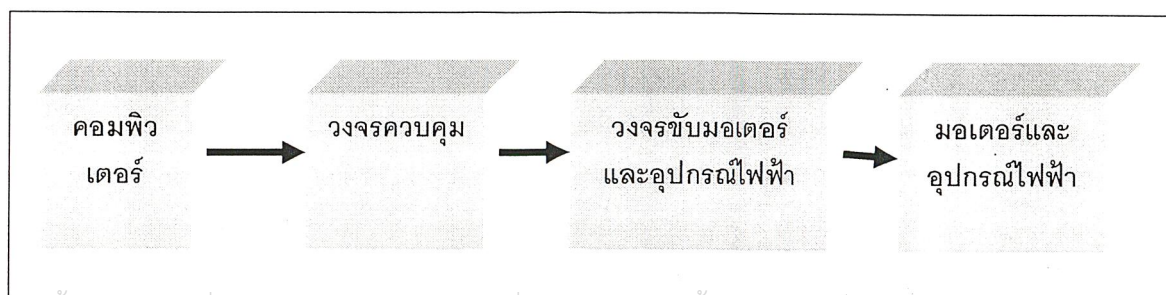 คอมพิว
เตอร์
วงจรควบคุม
วงจรขับมอเตอร์
และอุปกรณ์ไฟฟ้า
มอเตอร์และ
อุปกรณ์ไฟฟ้า